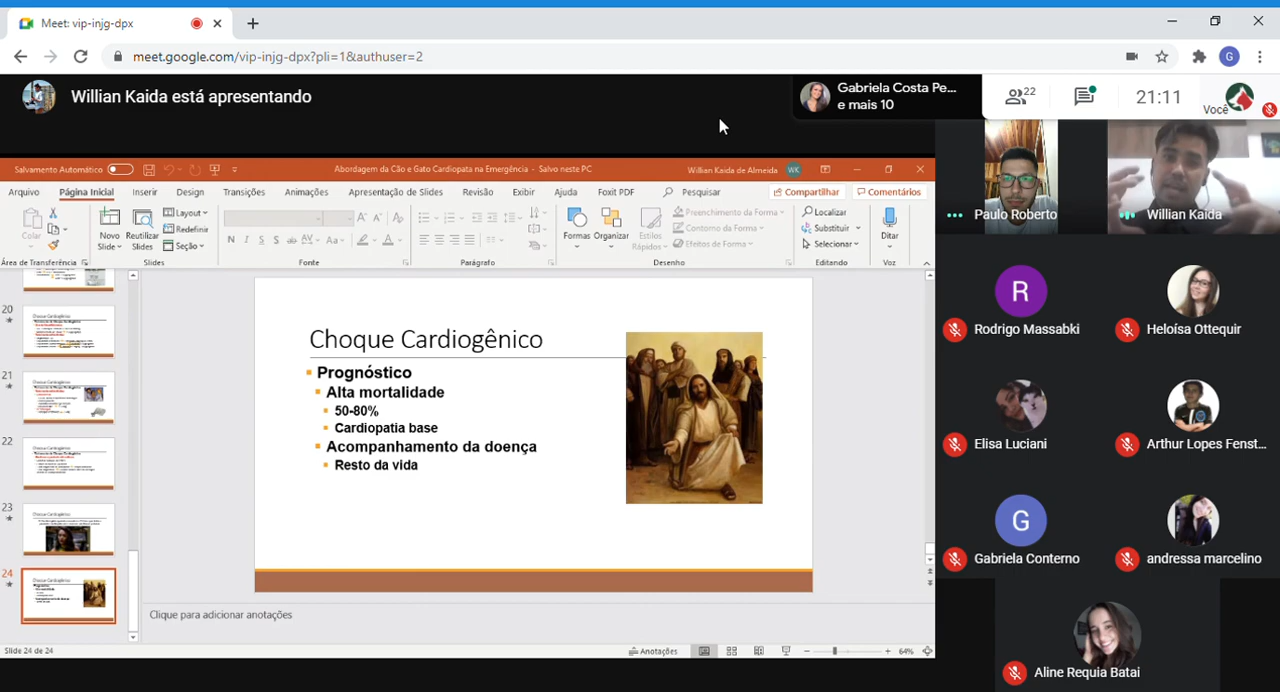 Meet: vip-injg-dpx
meet.google.com/vip-injg-dpx?pli=1&authuser=2
G
Willian Kaida está apresentando
Gabriela Costa Pe...
e mais 10
22
21:11
Você
Salvamento Automático
Abordagem da Cão e Gato Cardiopata na Emergência - Salvo neste PC
Willian Kaida de Almeida
WK
Arquivo
Página Inicial
Inserir
Design
Transições
Animações
Apresentação de Slides
Revisão
Exibir
Ajuda
Foxit PDF
Pesquisar
Compartilhar
Comentários
Colar
Novo
Slide
Reutilizar
Slides
Layout
Redefinir
Seção
N I S S ab AV Aa
Formas
Organizar
Estilos
Rápidos
Preenchimento da Forma
Contorno da Forma
Efeitos de Forma
Localizar
Substituir
Selecionar
Ditar
Área de Transferência
Slides
Fonte
Parágrafo
Desenho
Editando
Voz
20
21
22
23
24
Choque Cardiogênico
Prognóstico
Alta mortalidade
50-80%
Cardiopatia base
Acompanhamento da doença
Resto da vida
Clique para adicionar anotações
Slide 24 de 24
Anotações
64%
Paulo Roberto
Willian Kaida
R
Rodrigo Massabki
Heloísa Ottequir
Elisa Luciani
Arthur Lopes Fenst...
G
Gabriela Conterno
andressa marcelino
Aline Requia Batai